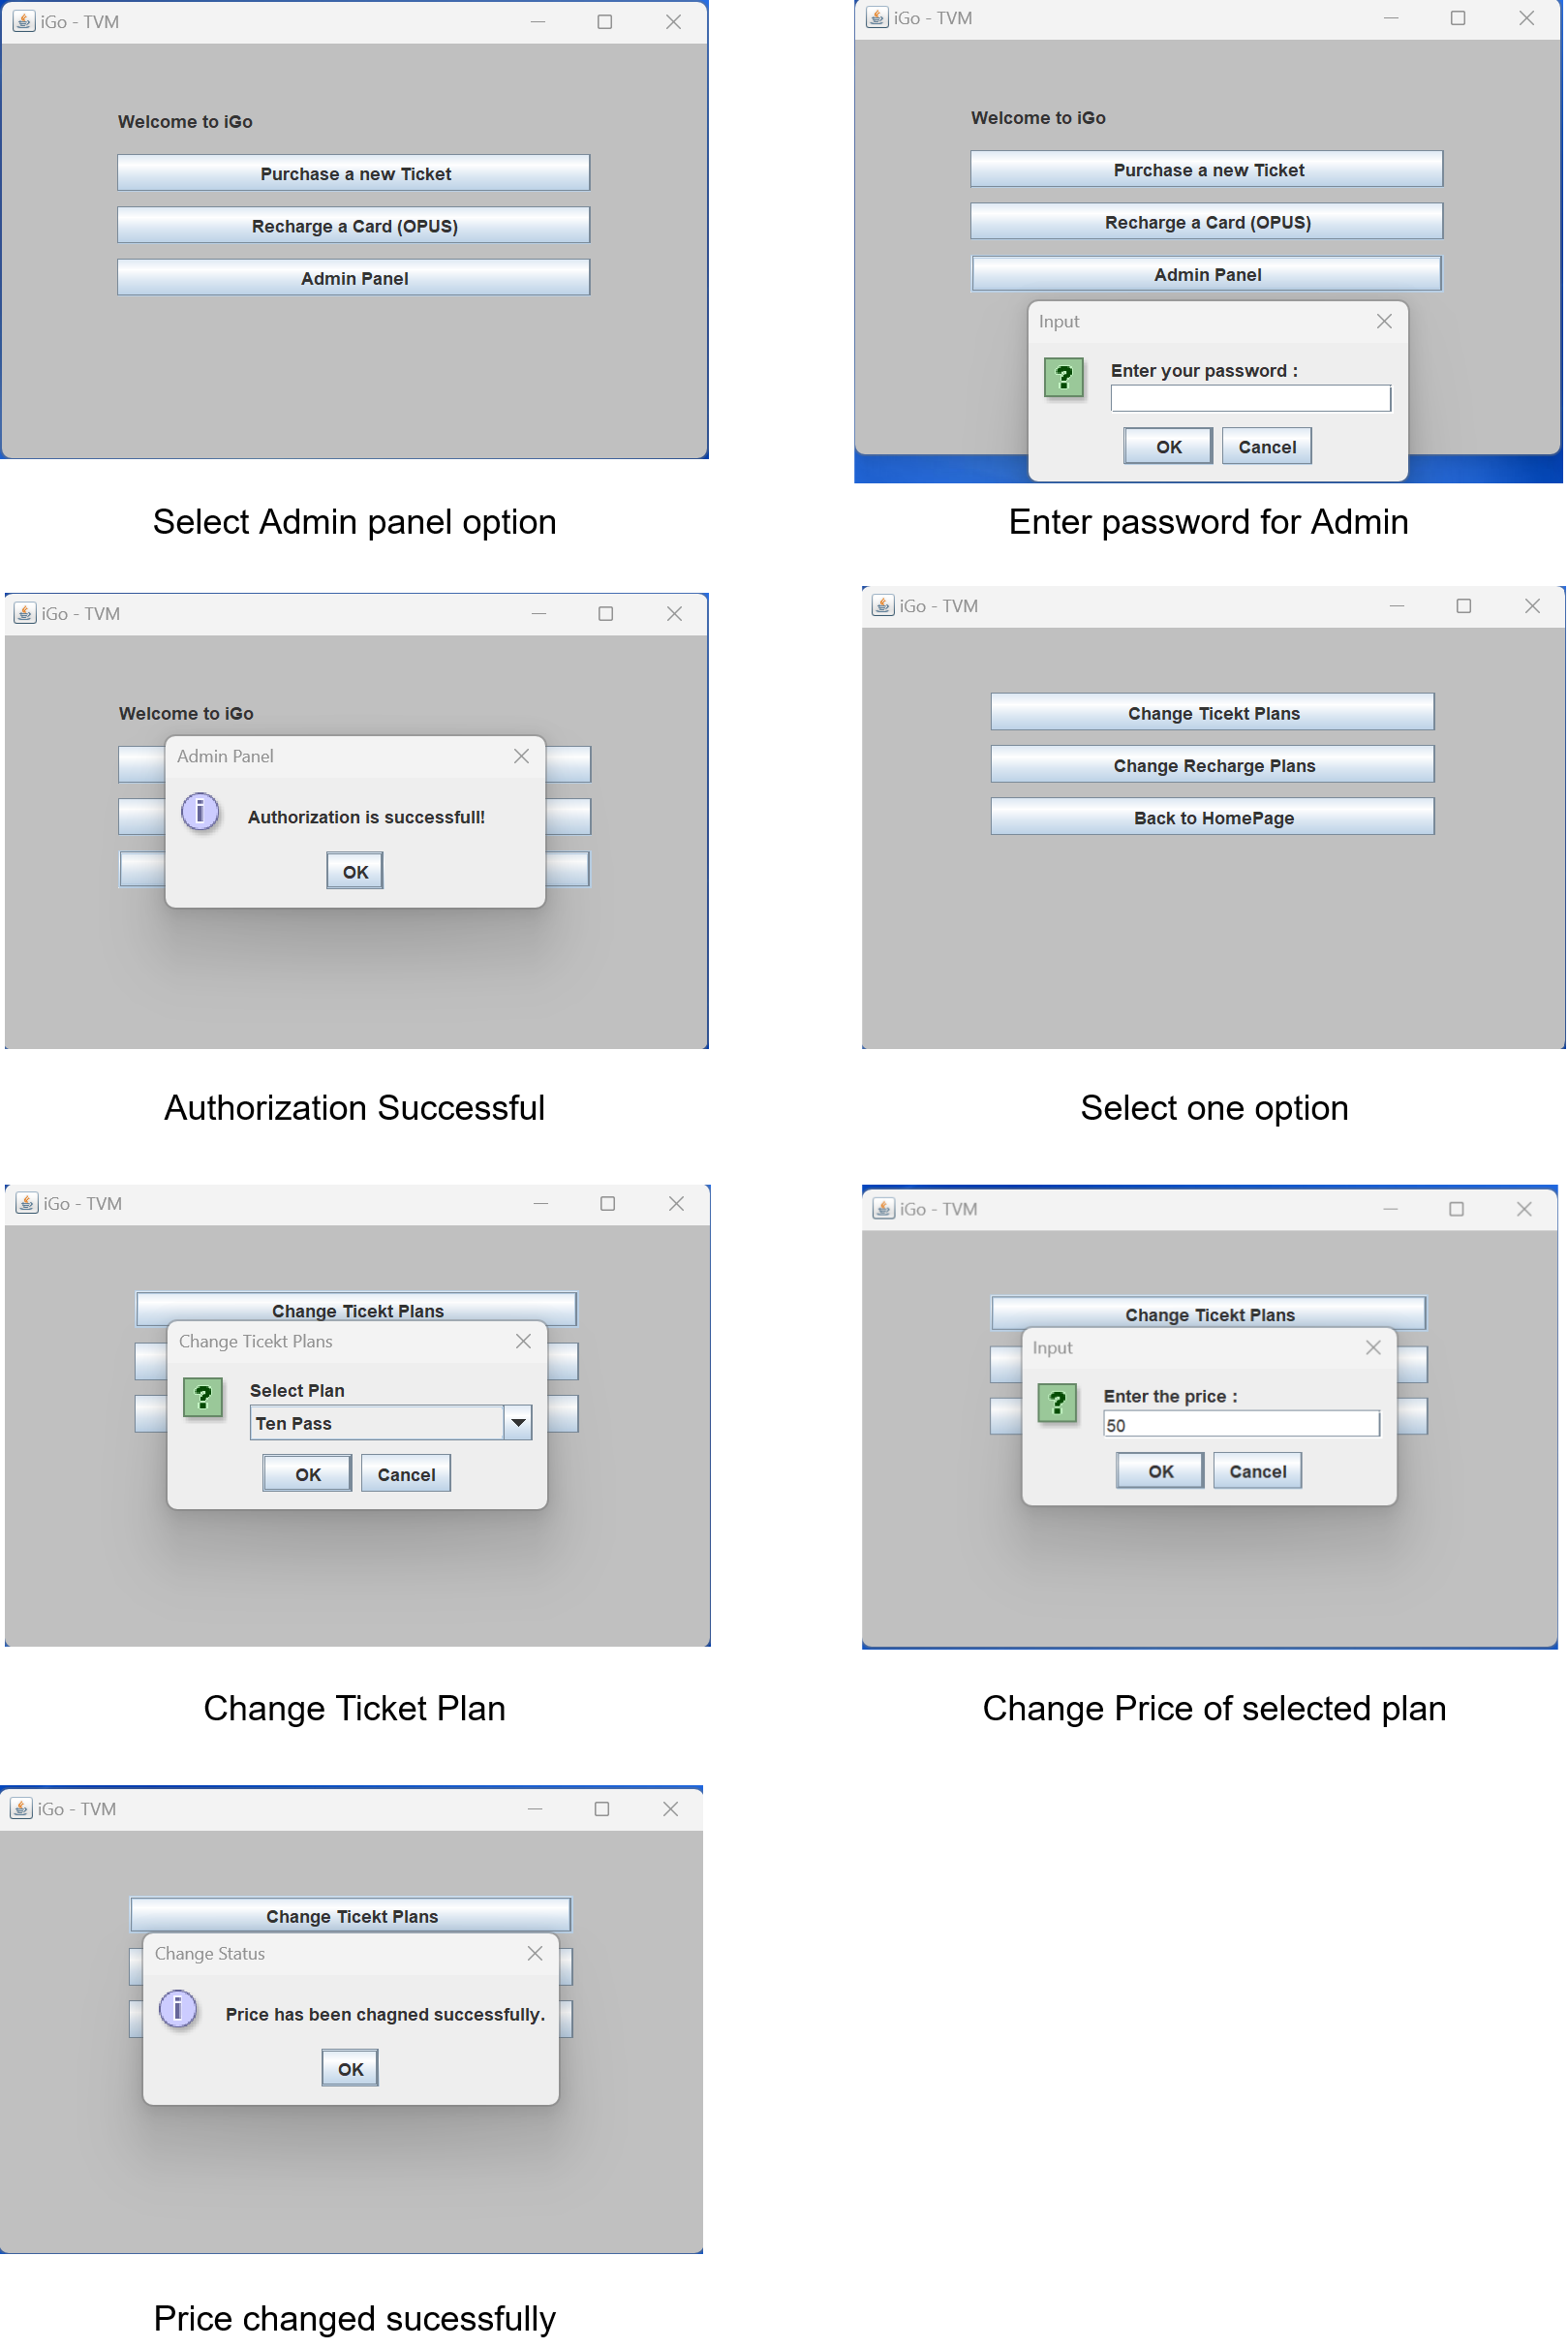 iGo - TVM
Welcome to iGo
Purchase a new Ticket
Recharge a Card (OPUS)
Admin Panel
Select Admin panel option
iGo - TVM
Welcome to iGo
Purchase a new Ticket
Recharge a Card (OPUS)
Admin Panel
Input
?
Enter your password :
OK Cancel
Enter password for Admin
iGo - TVM
Welcome to iGo
Admin Panel
i
Authorization is successfull!
OK
Authorization Successful
iGo - TVM
Change Ticekt Plans
Change Recharge Plans
Back to HomePage
Select one option
iGo - TVM
Change Ticekt Plans
Change Ticekt Plans
?
Select Plan
Ten Pass
OK Cancel
Change Ticket Plan
iGo - TVM
Change Ticekt Plans
Input
?
Enter the price :
50
OK Cancel
Change Price of selected plan
iGo - TVM
Change Ticekt Plans
Change Status
i
Price has been chagned successfully.
OK
Price changed sucessfully